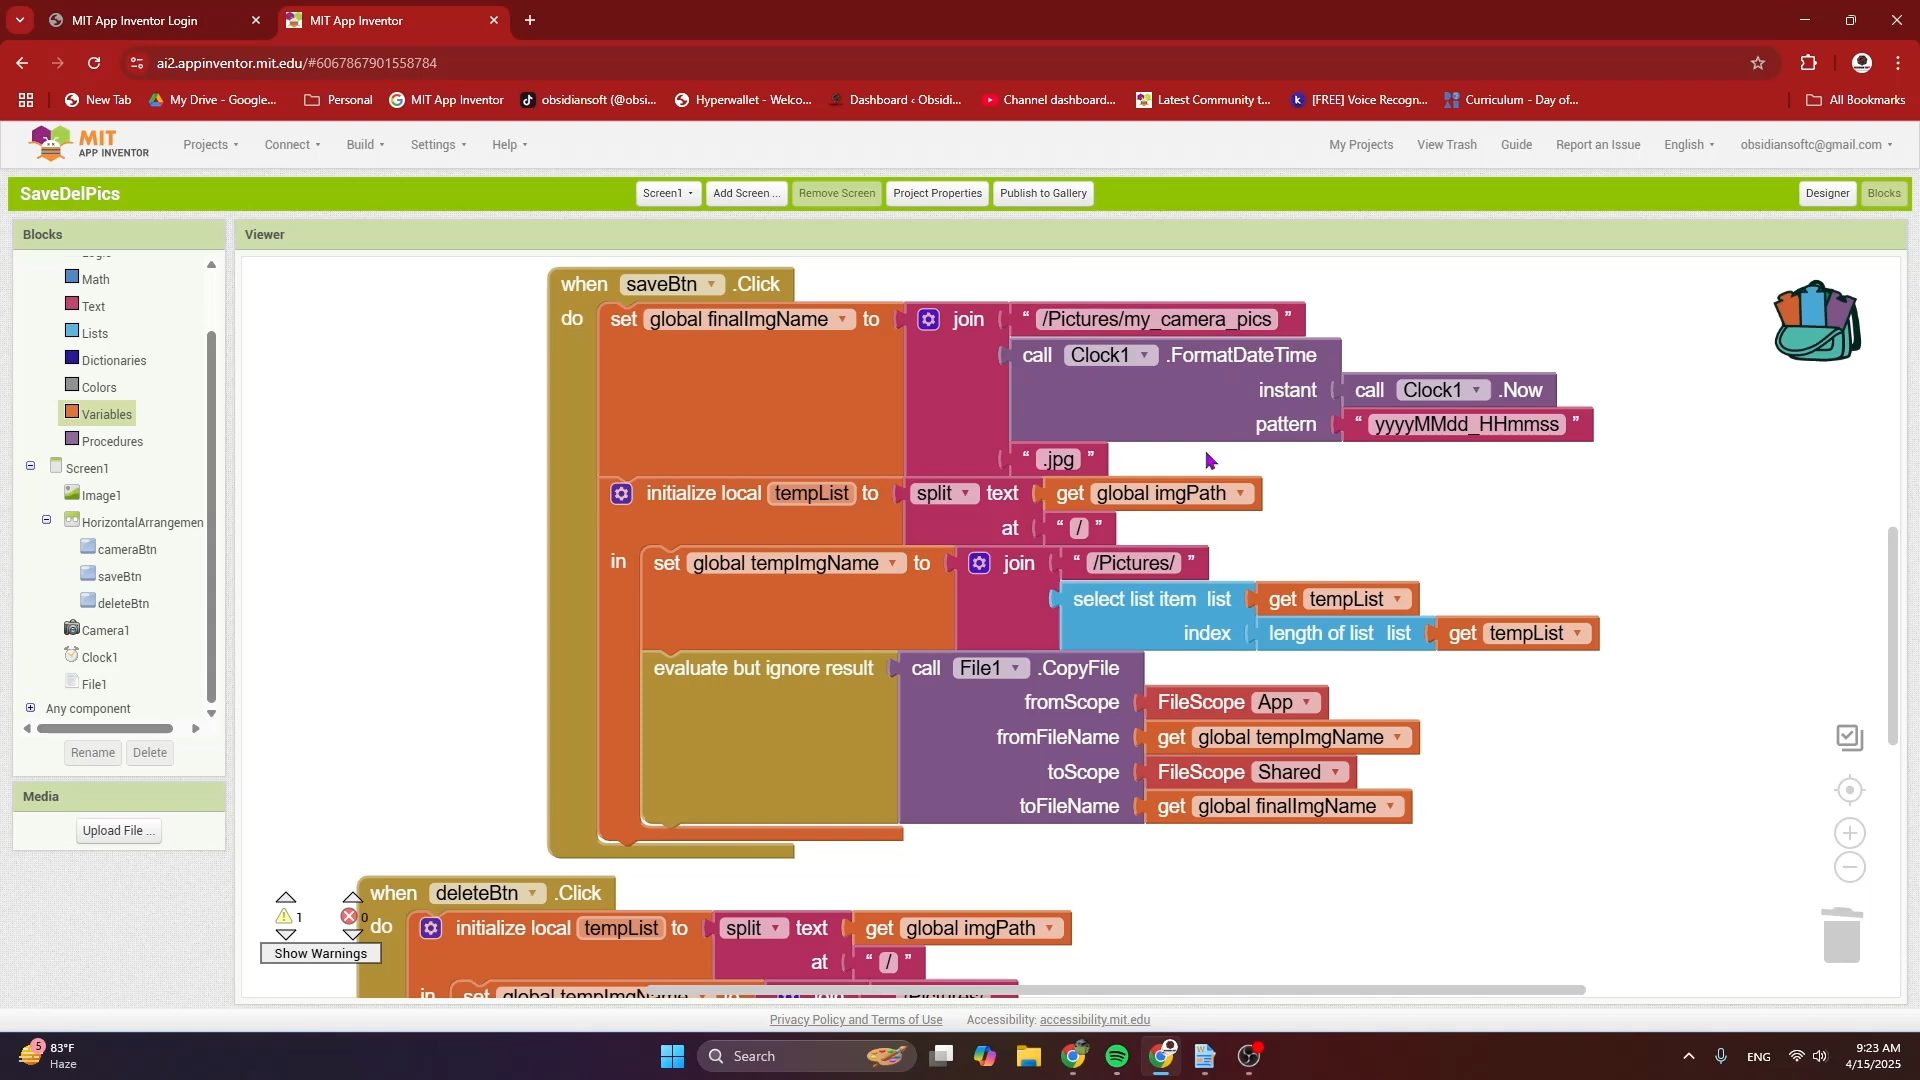 MIT App Inventor Login
MIT App Inventor
ai2.appinventor.mit.edu/#6067867901558784
New Tab
My Drive - Google...
Personal
MIT App Inventor
obsidiansoft (@obsi...
Hyperwallet - Welco...
Dashboard ‹ Obsidi...
Channel dashboard...
Latest Community t...
[FREE] Voice Recogn...
Curriculum - Day of...
All Bookmarks
MIT
APP INVENTOR
Projects
Connect
Build
Settings
Help
My Projects
View Trash
Guide
Report an Issue
English
obsidiansoftc@gmail.com
SaveDelPics
Screen1
Add Screen ...
Remove Screen
Project Properties
Publish to Gallery
Designer
Blocks
Blocks
Math
Text
Lists
Dictionaries
Colors
Variables
Procedures
Screen1
Image1
HorizontalArrangemen
cameraBtn
saveBtn
deleteBtn
Camera1
Clock1
File1
Any component
Rename
Delete
Media
Upload File ...
Viewer
when saveBtn .Click
do set global finalImgName to join “ /Pictures/my_camera_pics ”
call Clock1 .FormatDateTime
instant call Clock1 .Now
pattern “ yyyyMMdd_HHmmss ”
“ .jpg ”
initialize local tempList to split text get global imgPath
at “ / ”
in set global tempImgName to join “ /Pictures/ ”
select list item list get tempList
index length of list list get tempList
evaluate but ignore result call File1 .CopyFile
fromScope FileScope App
fromFileName get global tempImgName
toScope FileScope Shared
toFileName get global finalImgName
when deleteBtn .Click
do initialize local tempList to split text get global imgPath
at “ / ”
in set global tempImgName to join /Pictures/
1
0
Show Warnings
Privacy Policy and Terms of Use
Accessibility: accessibility.mit.edu
5
83°F
Haze
Search
ENG
9:23 AM
4/15/2025